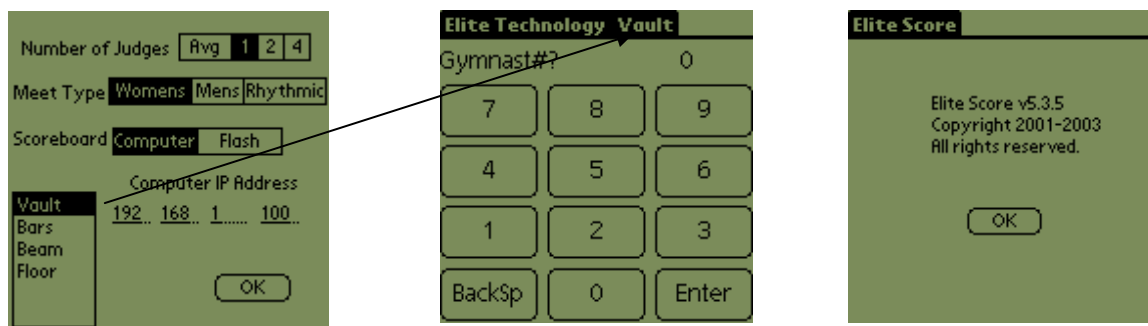 Number of Judges Avg 1 2 4
Meet Type Womens Mens Rhythmic
Scoreboard Computer Flash
Computer IP Address
192 168 1 100
Vault
Bars
Beam
Floor
OK
Elite Technology Vault
Gymnast#? 0
7 8 9
4 5 6
1 2 3
BackSp 0 Enter
Elite Score
Elite Score v5.3.5
Copyright 2001-2003
All rights reserved.
OK